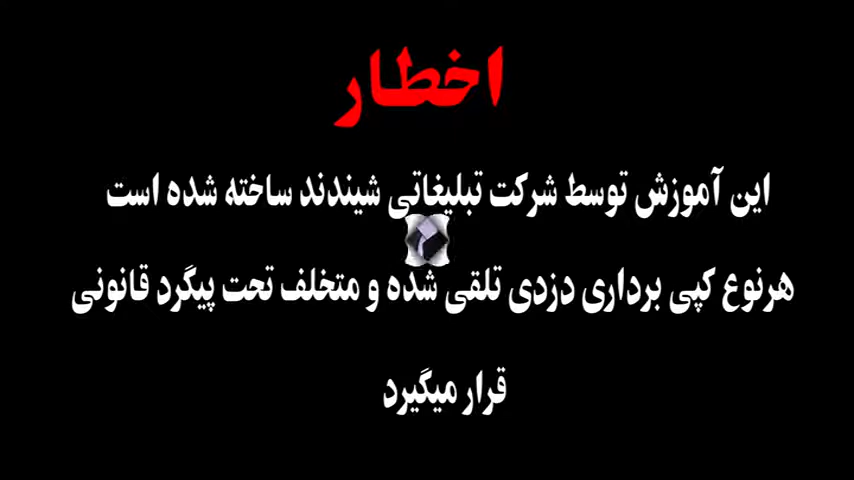 اخطار
این آموزش توسط شرکت تبلیغاتی شیندند ساخته شده است
هرنوع کپی برداری دزدی تلقی شده و متخلف تحت پیگرد قانونی
قرار میگیرد